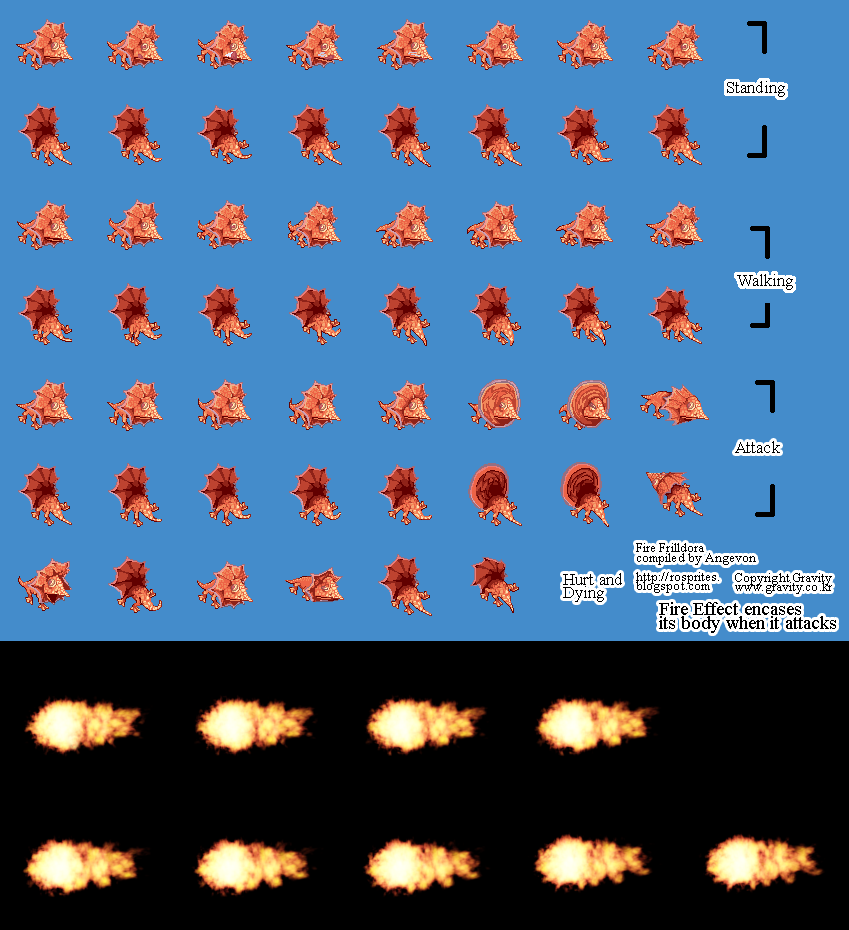 Standing
Walking
Attack
Fire Frilldora
compiled by Angevon
Hurt and
Dying
http://rosprites.
blogspot.com
Copyright Gravity
www.gravity.co.kr
Fire Effect encases
its body when it attacks